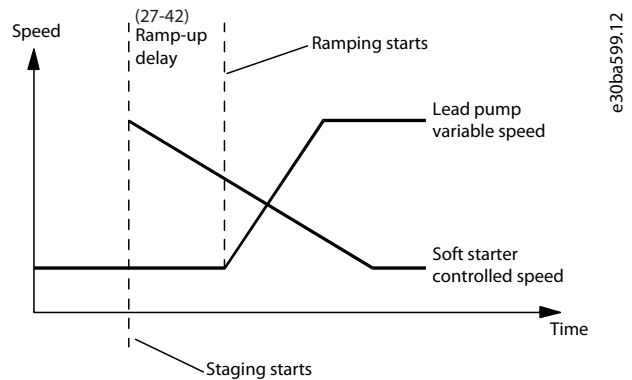 (27-42)
Ramp-up
delay
Speed
Ramping starts
e30ba599.12
Lead pump
variable speed
Soft starter
controlled speed
Time
Staging starts